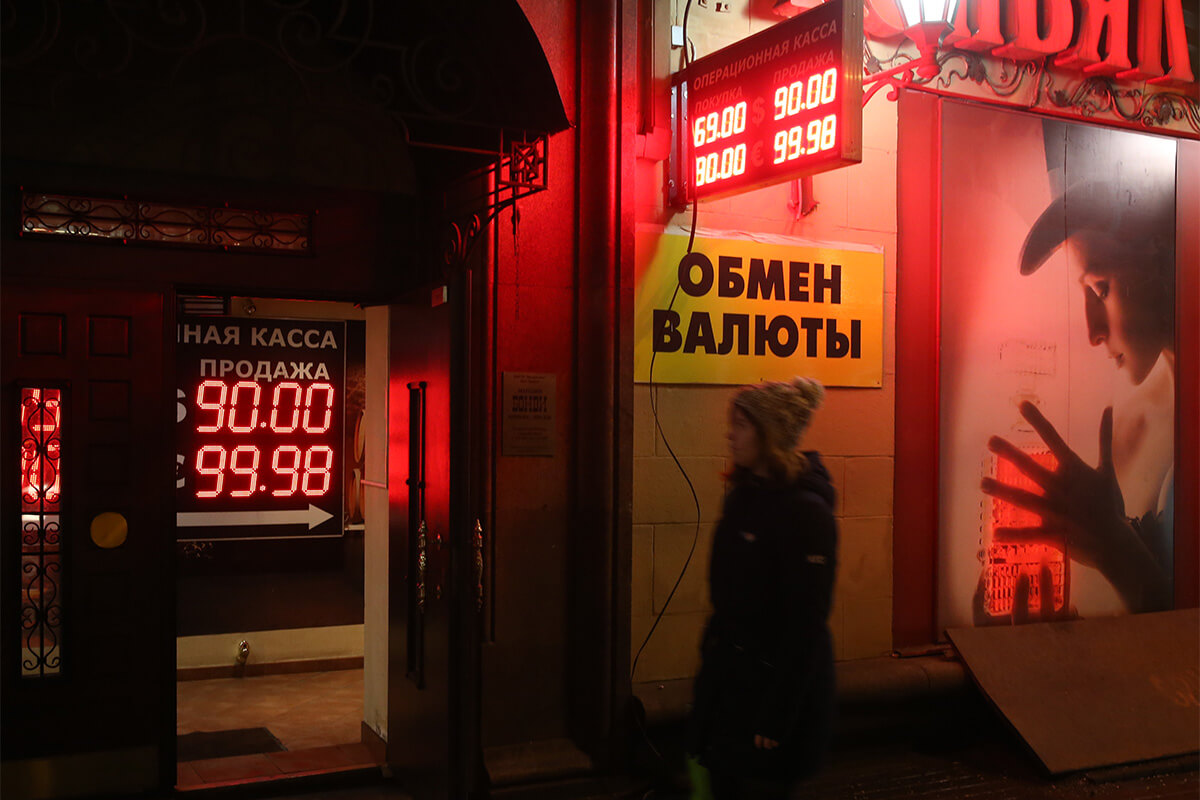 ОПЕРАЦИОННАЯ КАССА
ПОКУПКА ПРОДАЖА
69.00 $ 90.00
80.00 € 99.98
ОБМЕН
ВАЛЮТЫ
НАЯ КАССА
ПРОДАЖА
$ 90.00
€ 99.98